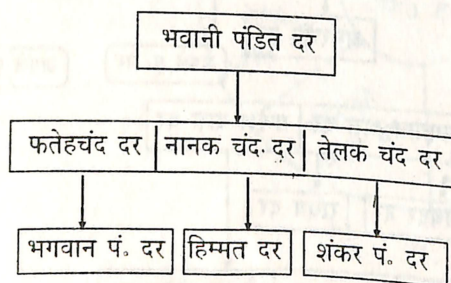 भवानी पंडित दर
फतेहचंद दर नानक चंद दर तेलक चंद दर
भगवान पं॰ दर हिम्मत दर शंकर पं॰ दर